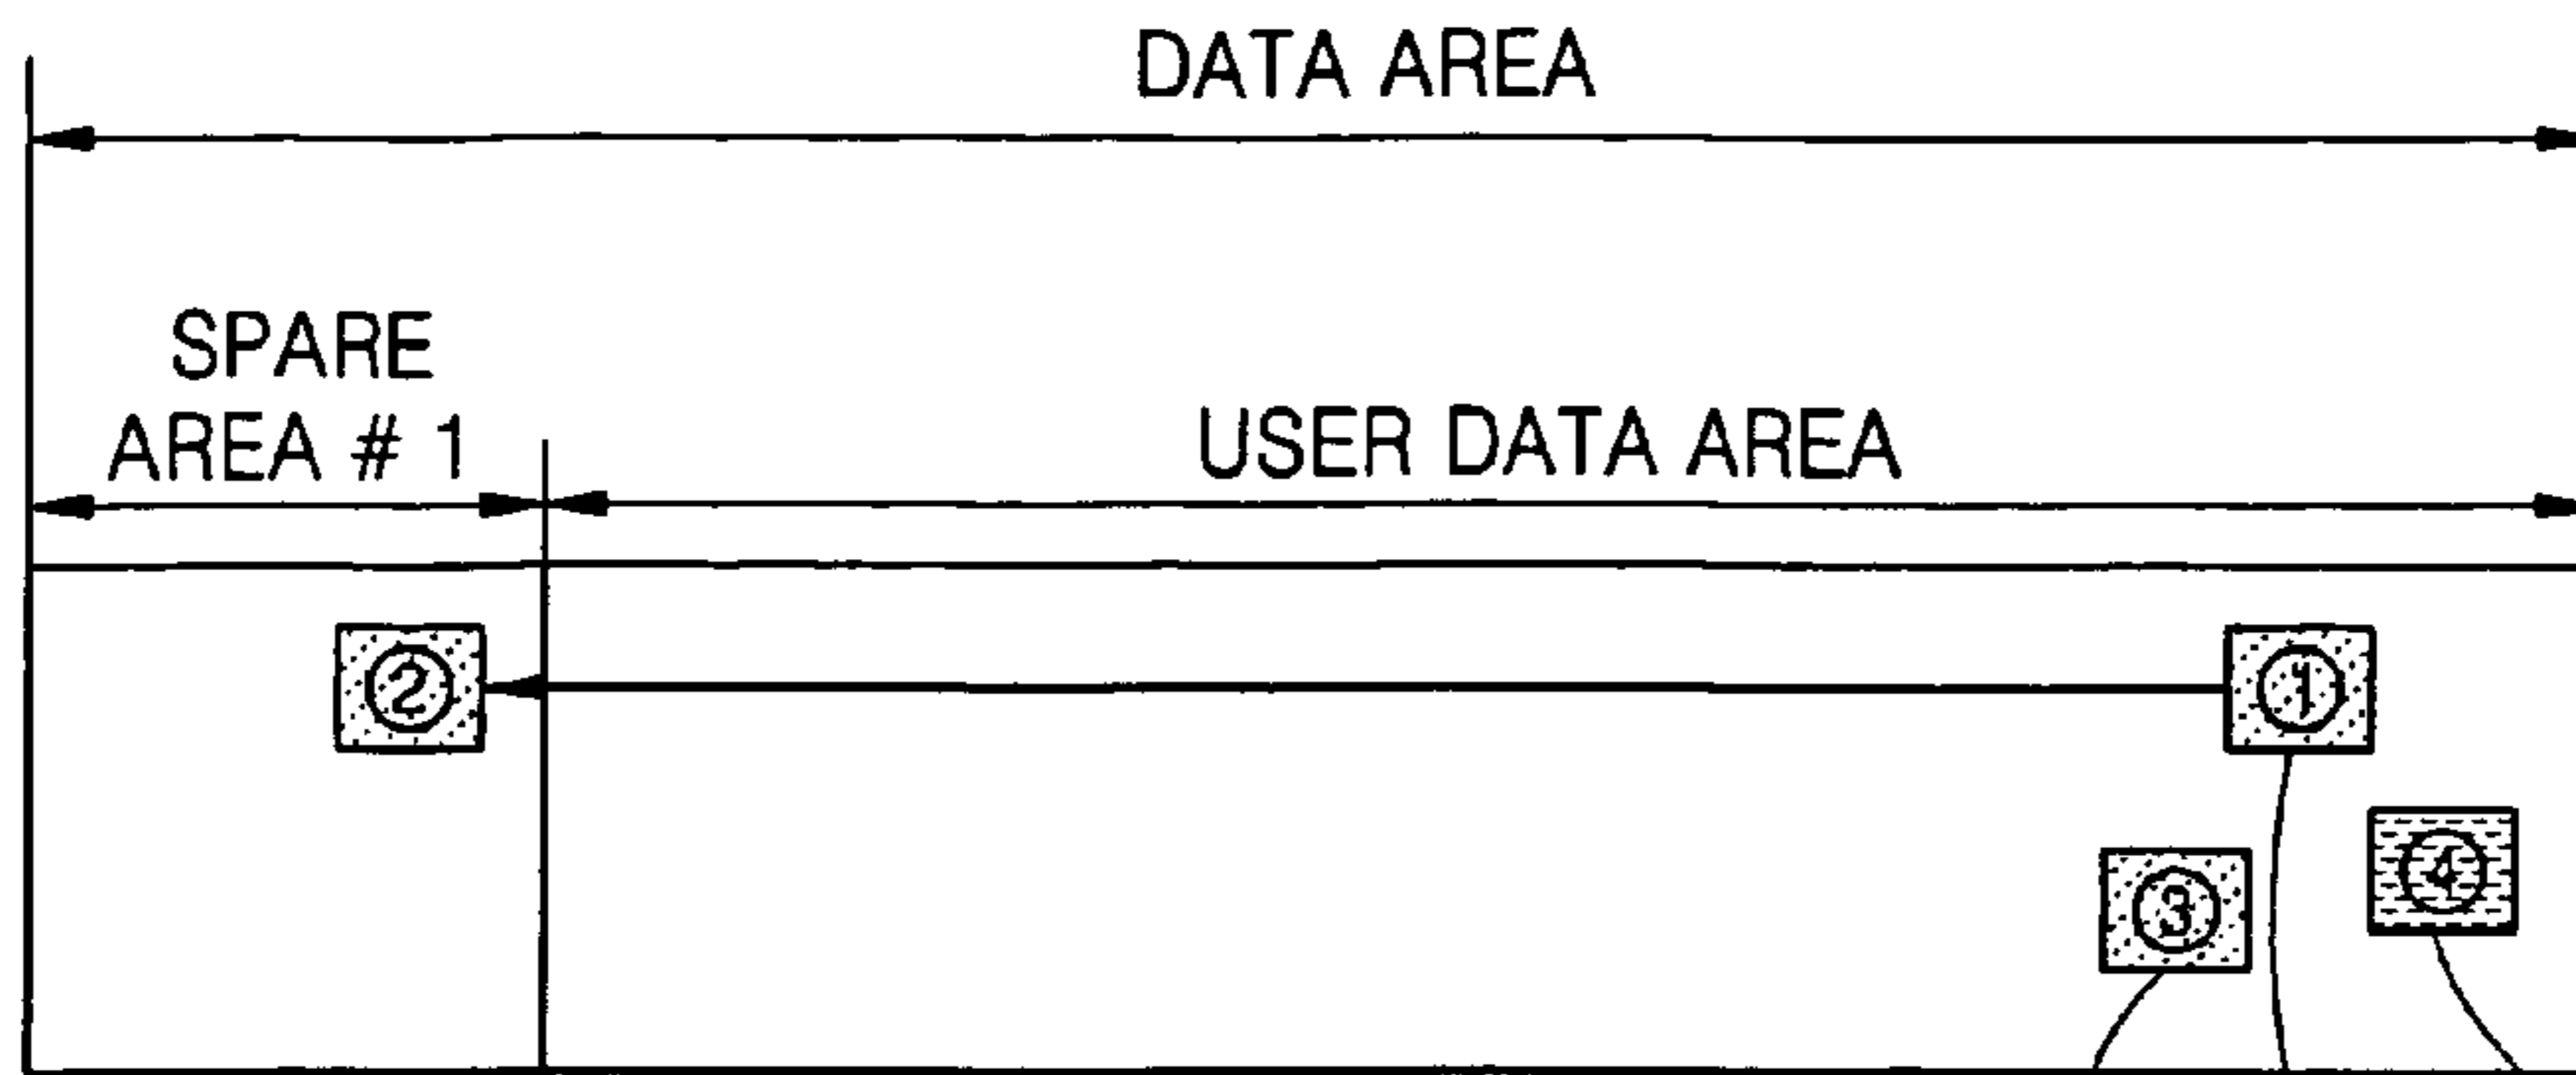 DATA AREA
SPARE
AREA # 1
USER DATA AREA
②
①
③
④